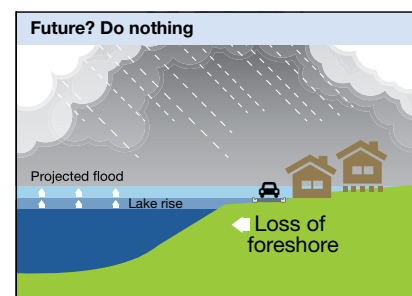 Future? Do nothing
Projected flood
Lake rise
Loss of
foreshore